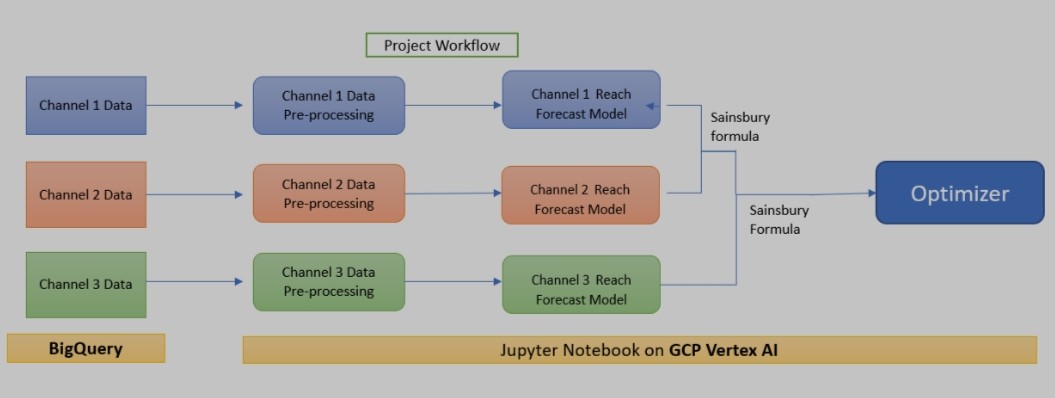 Project Workflow
Channel 1 Data
Channel 1 Data
Pre-processing
Channel 1 Reach
Forecast Model
Sainsbury
formula
Channel 2 Data
Channel 2 Data
Pre-processing
Channel 2 Reach
Forecast Model
Optimizer
Sainsbury
Formula
Channel 3 Data
Channel 3 Data
Pre-processing
Channel 3 Reach
Forecast Model
BigQuery
Jupyter Notebook on GCP Vertex AI